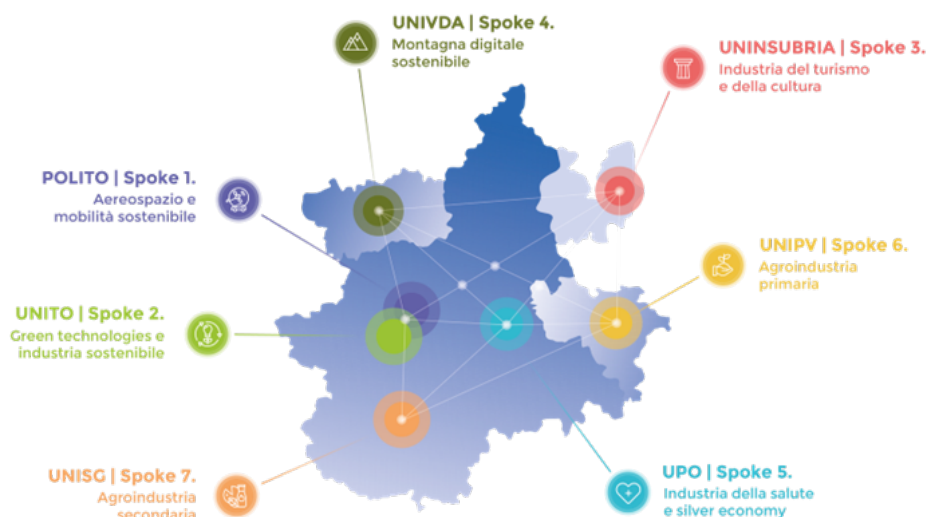 UNIVDA | Spoke 4.
Montagna digitale
sostenibile
UNINSUBRIA | Spoke 3.
Industria del turismo
e della cultura
POLITO | Spoke 1.
Aereospazio e
mobilità sostenibile
UNIPV | Spoke 6.
Agroindustria
primaria
UNITO | Spoke 2.
Green technologies e
industria sostenibile
UNISG | Spoke 7.
Agroindustria
secondaria
UPO | Spoke 5.
Industria della salute
e silver economy